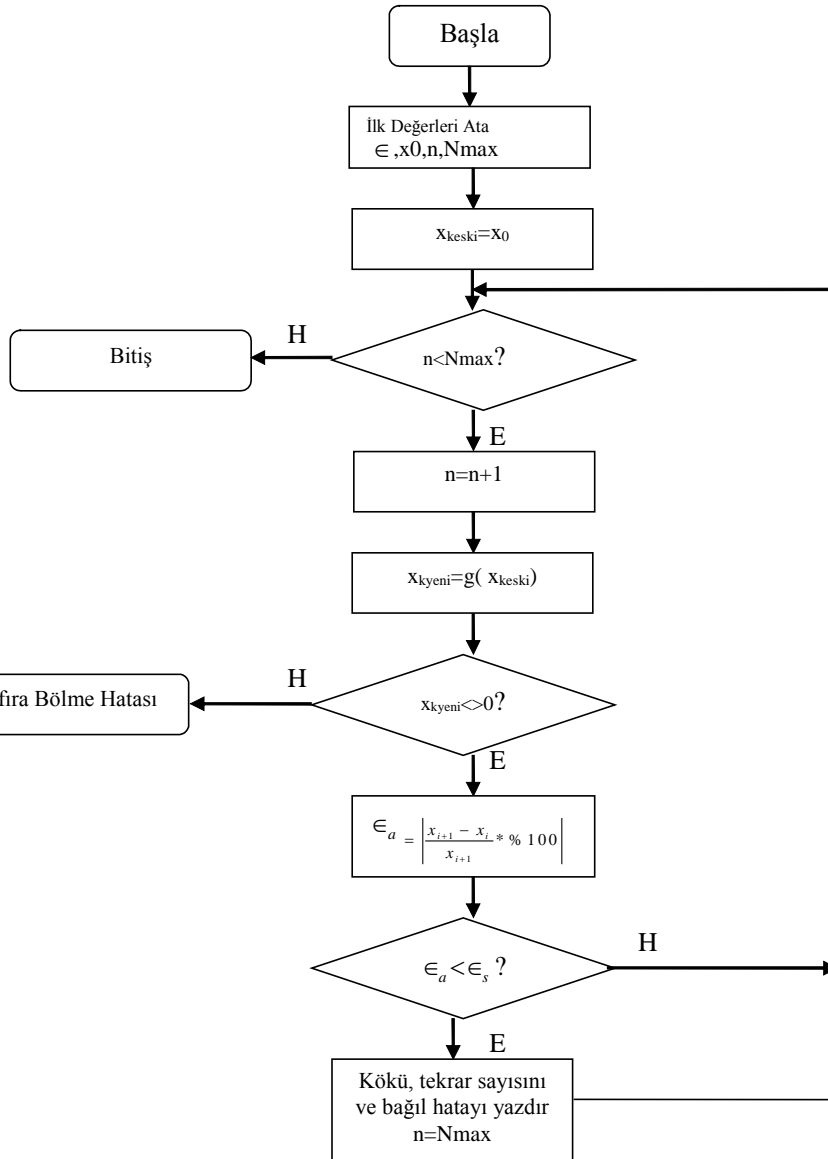 Başla
İlk Değerleri Ata
∈ ,x0,n,Nmax
xkeski=x0
H
Bitiş
n<Nmax?
E
n=n+1
xkyeni=g( xkeski)
H
fıra Bölme Hatası
xkyeni<>0?
E
∈a = |(xi+1 − xi)/xi+1 * % 100|
H
∈a<∈s ?
E
Kökü, tekrar sayısını
ve bağıl hatayı yazdır
n=Nmax